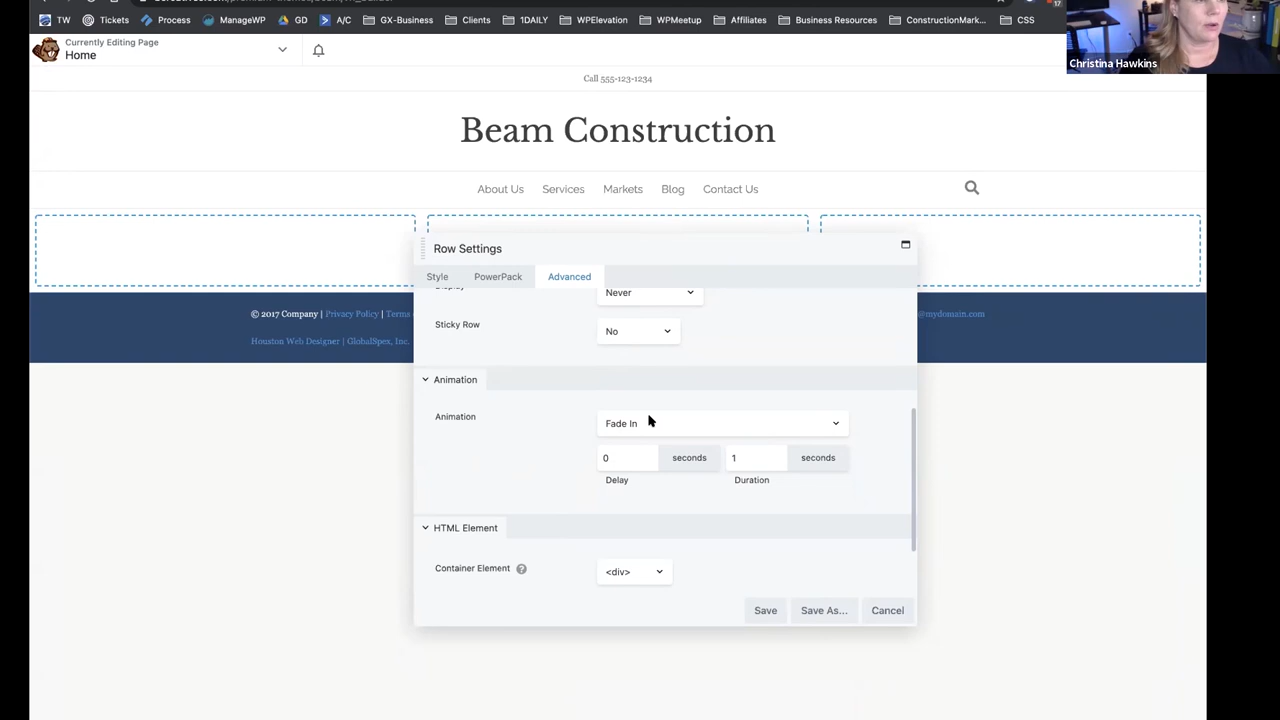 TW
Tickets
Process
ManageWP
GD
A/C
GX-Business
Clients
1DAILY
WPElevation
WPMeetup
Affiliates
Business Resources
ConstructionMark...
CSS
17
Currently Editing Page
Home
Christina Hawkins
Call 555-123-1234
Beam Construction
About Us
Services
Markets
Blog
Contact Us
Row Settings
Style
PowerPack
Advanced
Display
Never
Sticky Row
No
© 2017 Company | Privacy Policy | Terms
@mydomain.com
Houston Web Designer | GlobalSpex, Inc.
Animation
Animation
Fade In
0
seconds
1
seconds
Delay
Duration
HTML Element
Container Element
?
<div>
Save
Save As...
Cancel